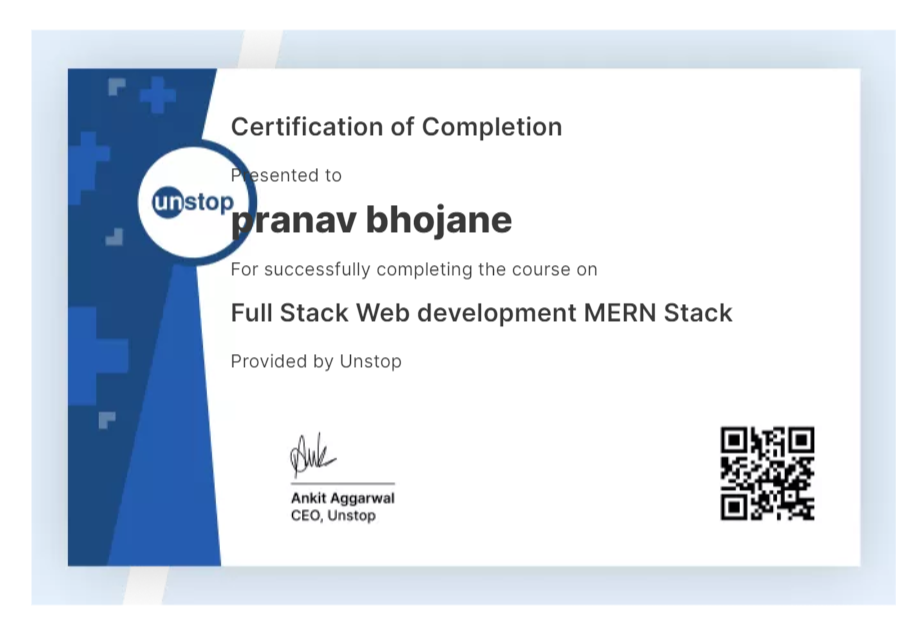 Certification of Completion
Presented to
unstop
pranav bhojane
For successfully completing the course on
Full Stack Web development MERN Stack
Provided by Unstop
Ankit Aggarwal
CEO, Unstop